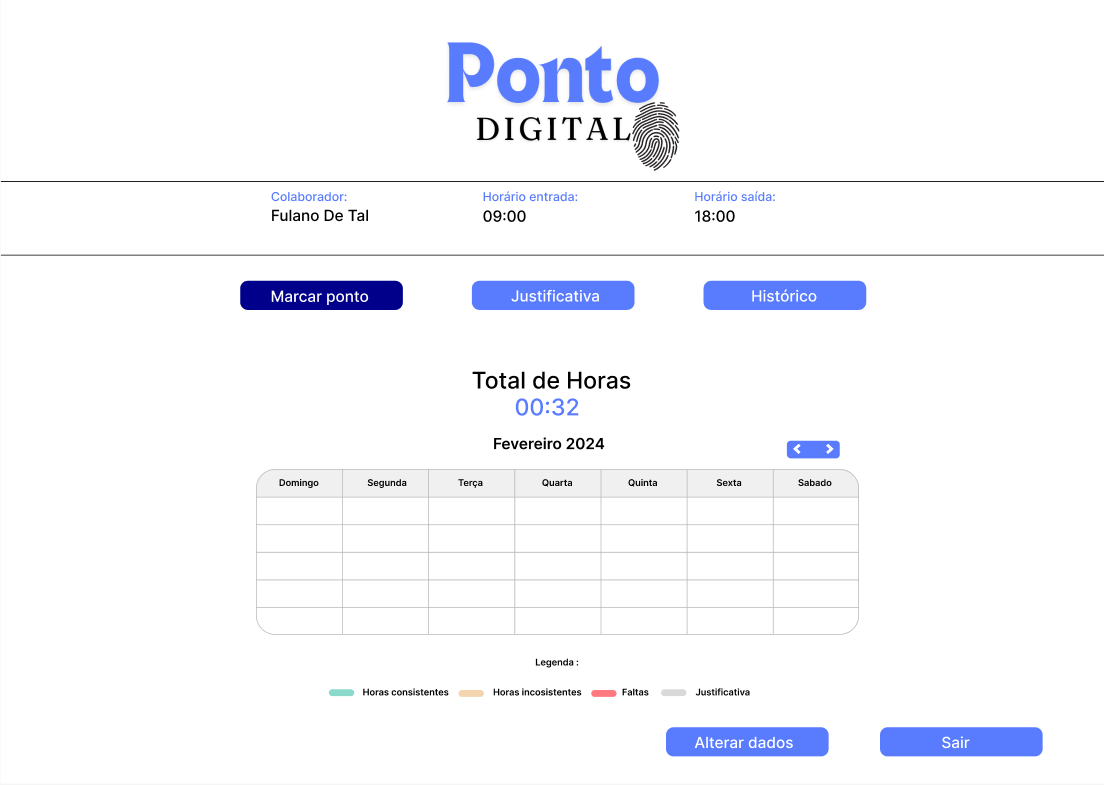 Ponto
DIGITAL
Colaborador: Horário entrada: Horário saída:
Fulano De Tal 09:00 18:00
Marcar ponto Justificativa Histórico
Total de Horas
00:32
Fevereiro 2024
Domingo Segunda Terça Quarta Quinta Sexta Sabado
Legenda :
Horas consistentes Horas incosistentes Faltas Justificativa
Alterar dados Sair